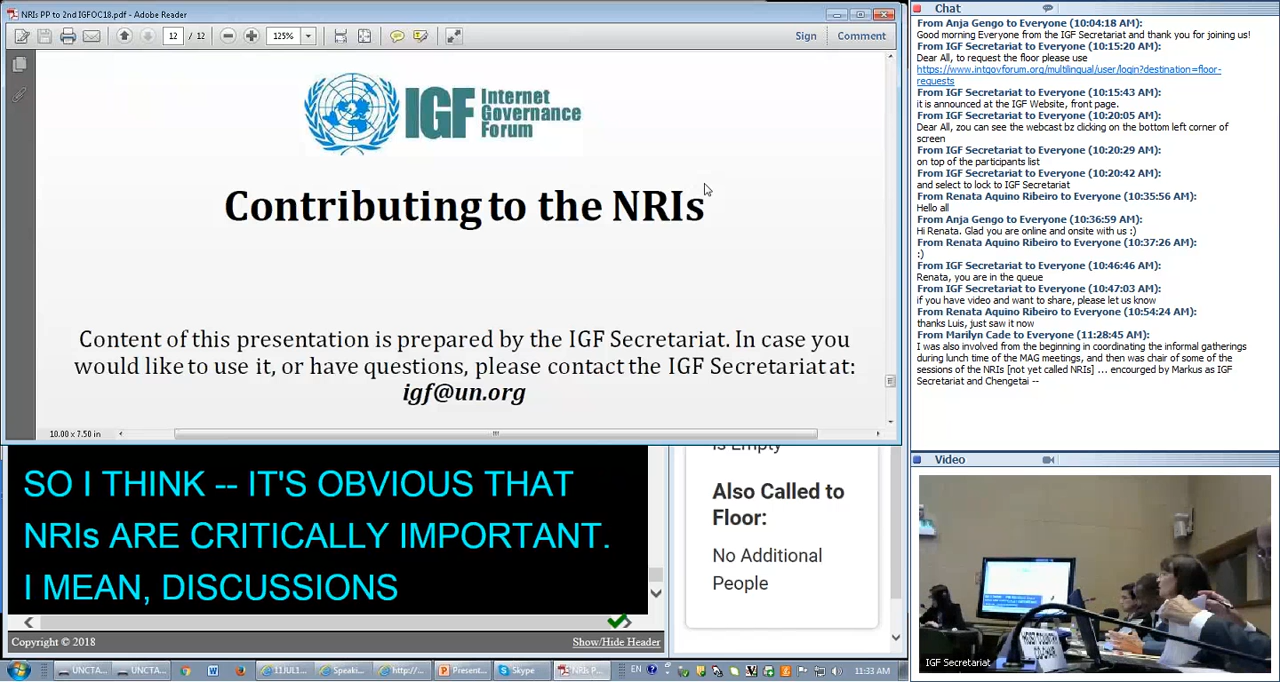 NRIs PP to 2nd IGFOC18.pdf - Adobe Reader
12 / 12
125%
Sign
Comment
IGF Internet
Governance
Forum
Contributing to the NRIs
Content of this presentation is prepared by the IGF Secretariat. In case you
would like to use it, or have questions, please contact the IGF Secretariat at:
igf@un.org
10.00 x 7.50 in
SO I THINK -- IT'S OBVIOUS THAT
NRIs ARE CRITICALLY IMPORTANT.
I MEAN, DISCUSSIONS
Copyright © 2018
Show/Hide Header
is Empty
Also Called to
Floor:
No Additional
People
Chat
From Anja Gengo to Everyone (10:04:18 AM):
Good morning Everyone from the IGF Secretariat and thank you for joining us!
From IGF Secretariat to Everyone (10:15:20 AM):
Dear All, to request the floor please use
https://www.intgovforum.org/multilingual/user/login?destination=floor-
requests
From IGF Secretariat to Everyone (10:15:43 AM):
it is announced at the IGF Website, front page.
From IGF Secretariat to Everyone (10:20:05 AM):
Dear All, zou can see the webcast bz clicking on the bottom left corner of
screen
From IGF Secretariat to Everyone (10:20:29 AM):
on top of the participants list
From IGF Secretariat to Everyone (10:20:42 AM):
and select to lock to IGF Secretariat
From Renata Aquino Ribeiro to Everyone (10:35:56 AM):
Hello all
From Anja Gengo to Everyone (10:36:59 AM):
Hi Renata. Glad you are online and onsite with us :)
From Renata Aquino Ribeiro to Everyone (10:37:26 AM):
:)
From IGF Secretariat to Everyone (10:46:46 AM):
Renata, you are in the queue
From IGF Secretariat to Everyone (10:47:03 AM):
if you have video and want to share, please let us know
From Renata Aquino Ribeiro to Everyone (10:54:24 AM):
thanks Luis, just saw it now
From Marilyn Cade to Everyone (11:28:45 AM):
I was also involved from the beginning in coordinating the informal gatherings
during lunch time of the MAG meetings, and then was chair of some of the
sessions of the NRIs [not yet called NRIs] ... encourged by Markus as IGF
Secretariat and Chengetai --
Video
HOST COUNTRY
CO-CHAIR
IGF Secretariat
UNCTA...
UNCTA...
11JUL1...
Speaki...
http://...
Present...
Skype
NRIs P...
EN
11:33 AM